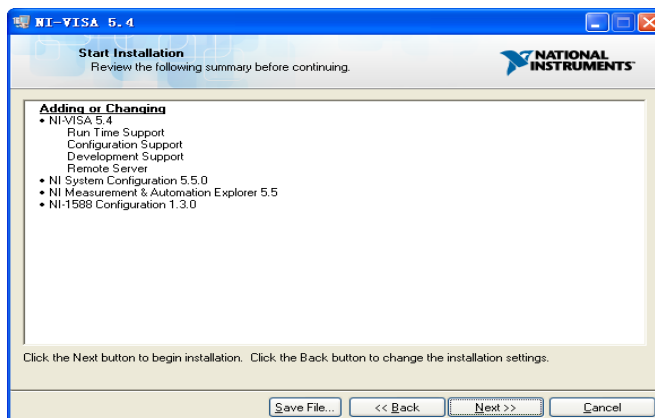 NI-VISA 5.4
Start Installation
Review the following summary before continuing.
NATIONAL
INSTRUMENTS™
Adding or Changing
• NI-VISA 5.4
Run Time Support
Configuration Support
Development Support
Remote Server
• NI System Configuration 5.5.0
• NI Measurement & Automation Explorer 5.5
• NI-1588 Configuration 1.3.0
Click the Next button to begin installation. Click the Back button to change the installation settings.
Save File... << Back Next >> Cancel